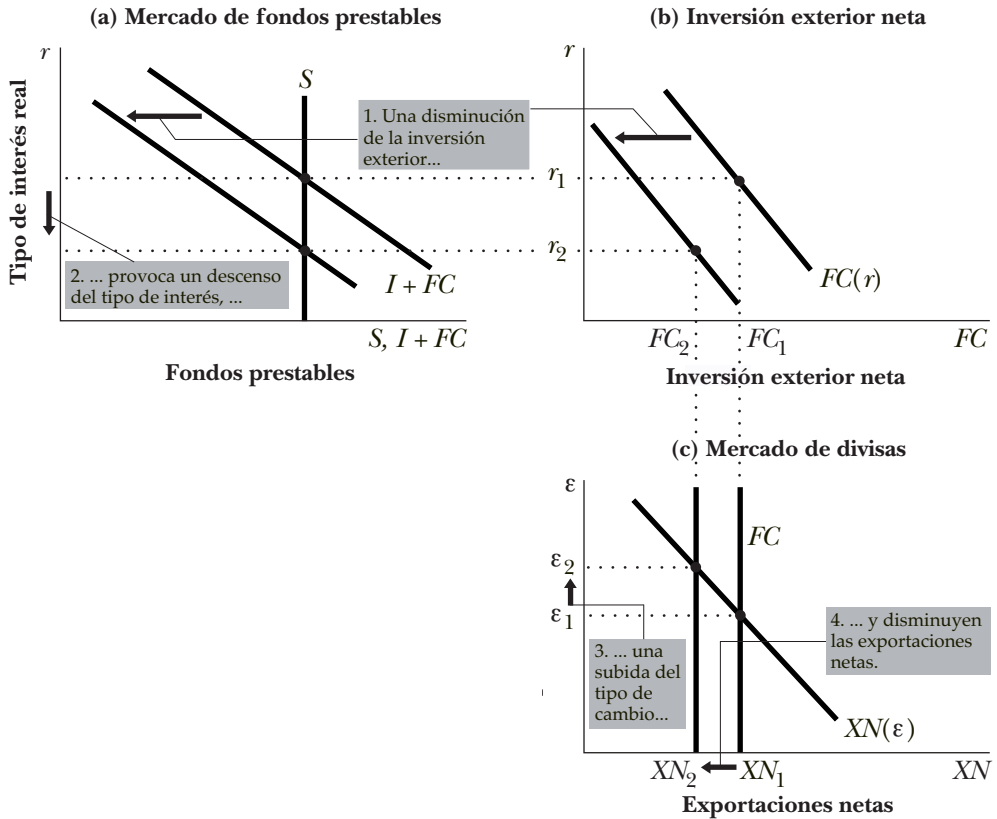 (a) Mercado de fondos prestables
r
Tipo de interés real
S
1. Una disminución
de la inversión
exterior...
2. ... provoca un descenso
del tipo de interés, ...
I + FC
S, I + FC
Fondos prestables
(b) Inversión exterior neta
r
r1
r2
FC(r)
FC2
FC1
FC
Inversión exterior neta
(c) Mercado de divisas
ε
FC
ε2
ε1
3. ... una
subida del
tipo de
cambio...
4. ... y disminuyen
las exportaciones
netas.
XN(ε)
XN2
XN1
XN
Exportaciones netas